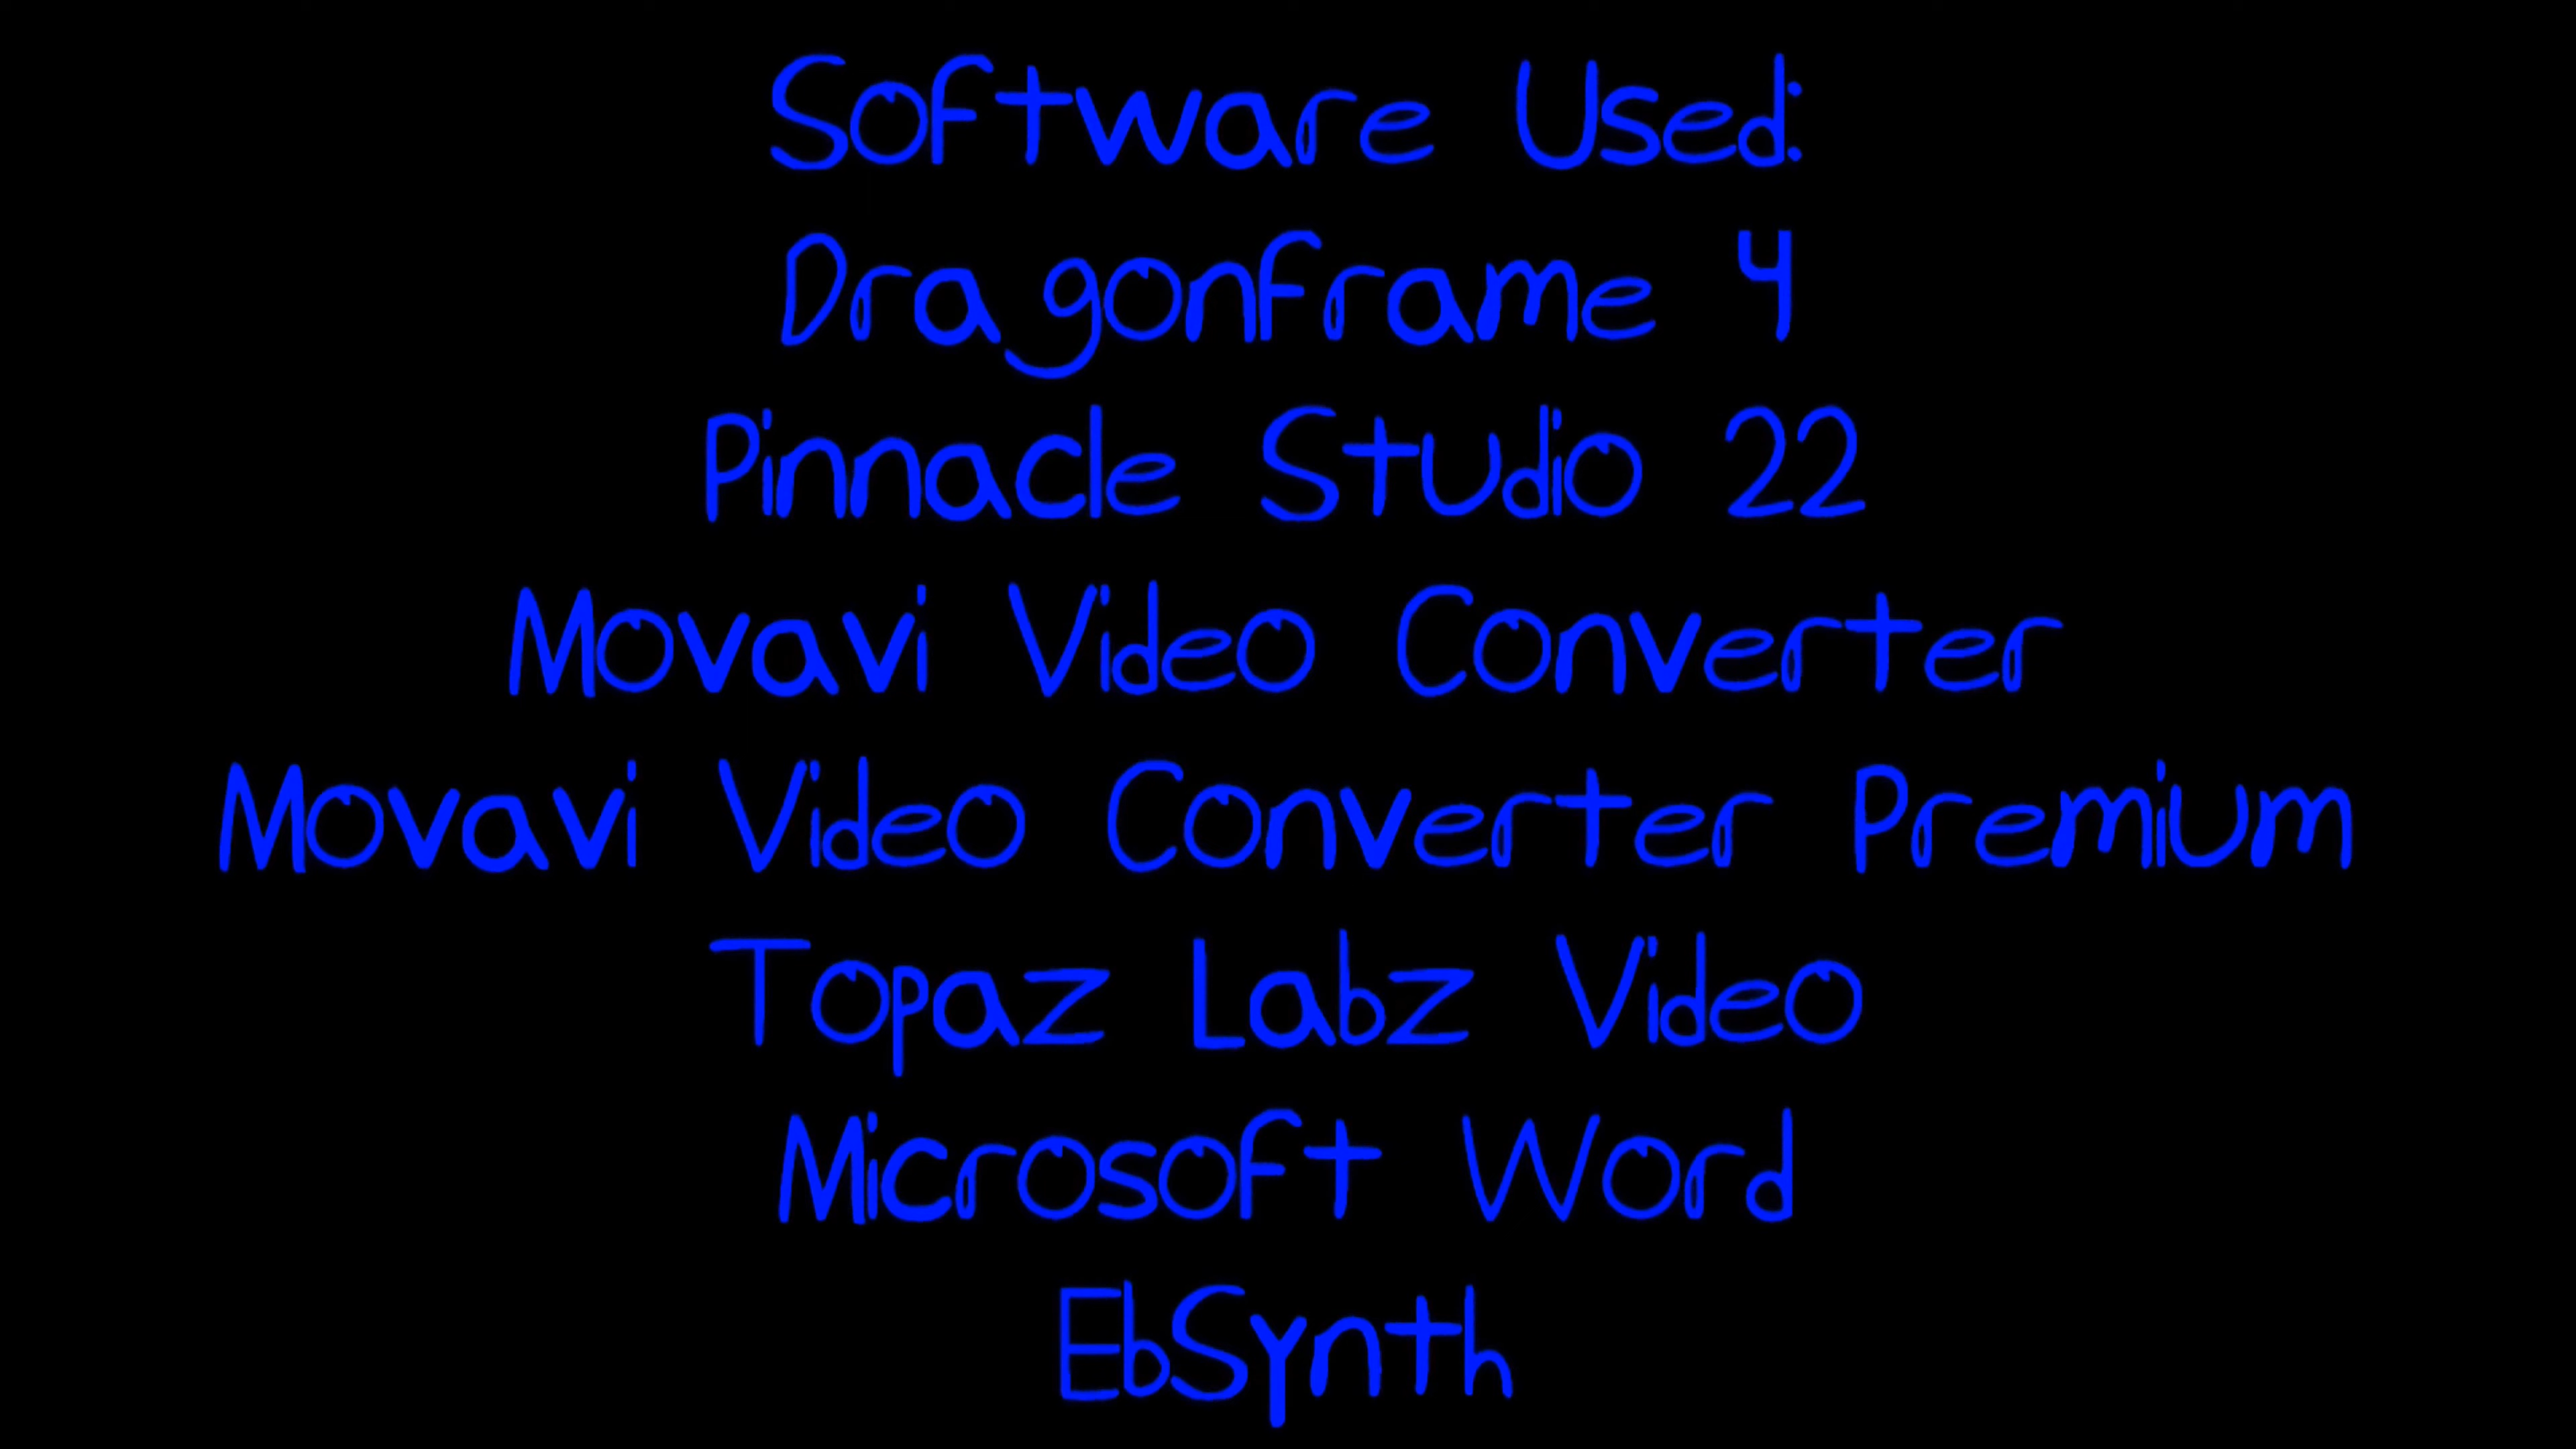 Software Used:
Dragonframe 4
Pinnacle Studio 22
Movavi Video Converter
Movavi Video Converter Premium
Topaz Labz Video
Microsoft Word
EbSynth